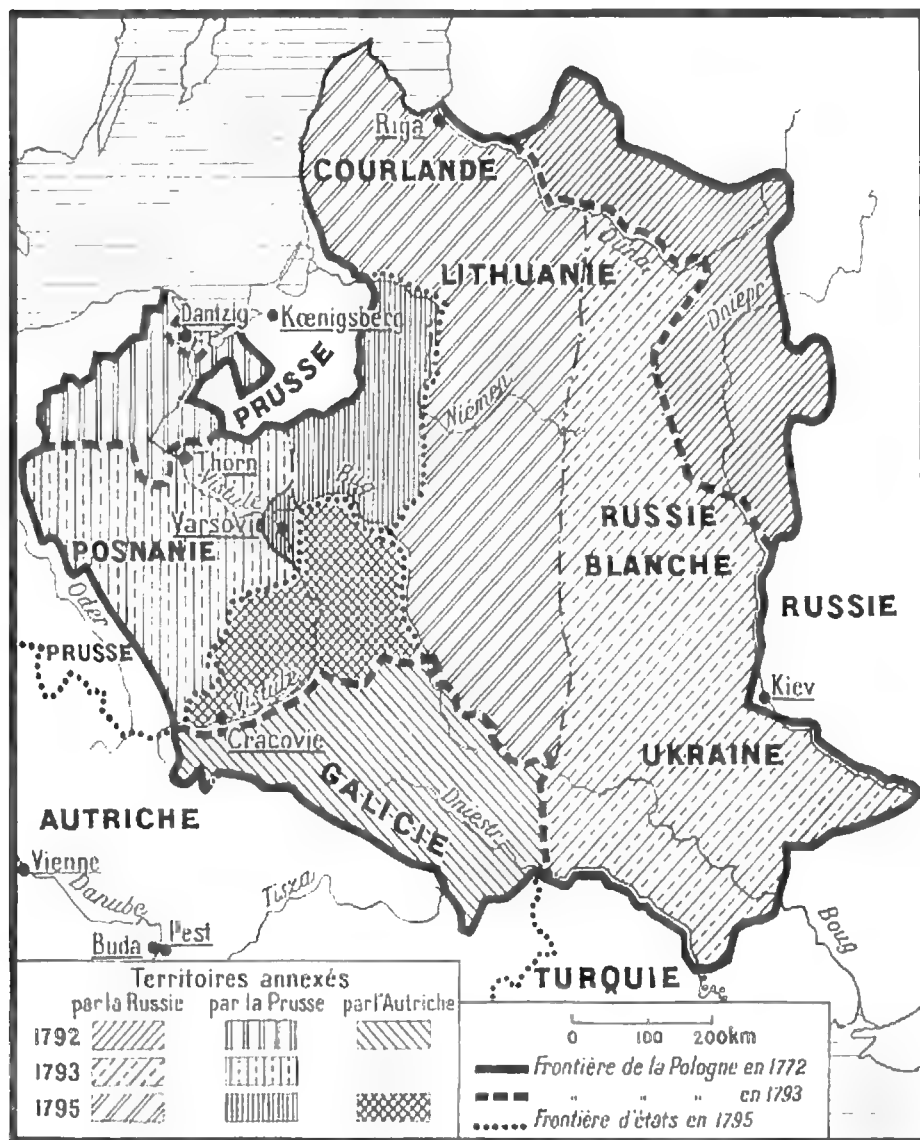 Riga
COURLANDE
Duna
LITHUANIE
Dniepr
Dantzig
Kœnigsberg
PRUSSE
Niémen
Thorn
Vistule
Bug
Varsovie
POSNANIE
RUSSIE
BLANCHE
RUSSIE
Oder
PRUSSE
Kiev
Vistule
Cracovie
UKRAINE
GALICIE
Dniestr
AUTRICHE
Vienne
Danube
Tisza
Buda
Pest
Boug
TURQUIE
Territoires annexés
par la Russie par la Prusse par l'Autriche
1792
1793
1795
0 100 200km
Frontière de la Pologne en 1772
" " " en 1793
Frontière d'états en 1795